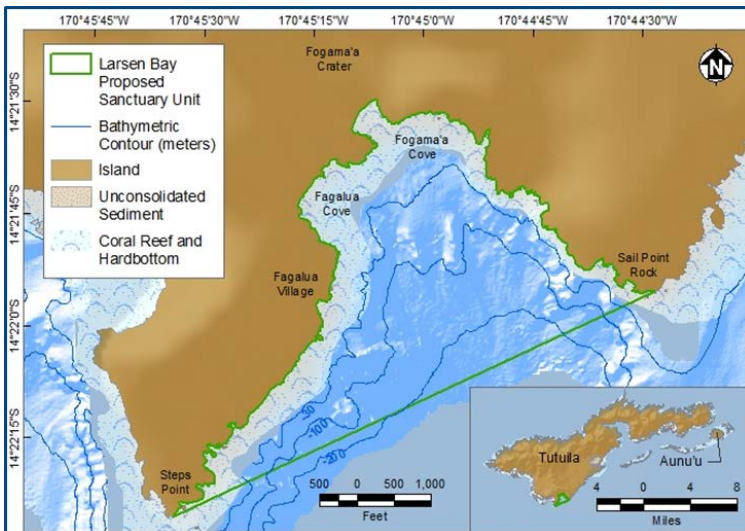 170°45'45"W
170°45'30"W
170°45'15"W
170°45'0"W
170°44'45"W
170°44'30"W
14°21'30"S
14°21'45"S
14°22'0"S
14°22'15"S
Larsen Bay
Proposed
Sanctuary Unit
Bathymetric
Contour (meters)
Island
Unconsolidated
Sediment
Coral Reef and
Hardbottom
Fogama'a
Crater
N
Fogama'a
Cove
Fagalua
Cove
Fagalua
Village
Sail Point
Rock
Steps
Point
-50
-100
-200
500 0 500 1,000
Feet
Tutuila
Aunu'u
4 0 4 8
Miles